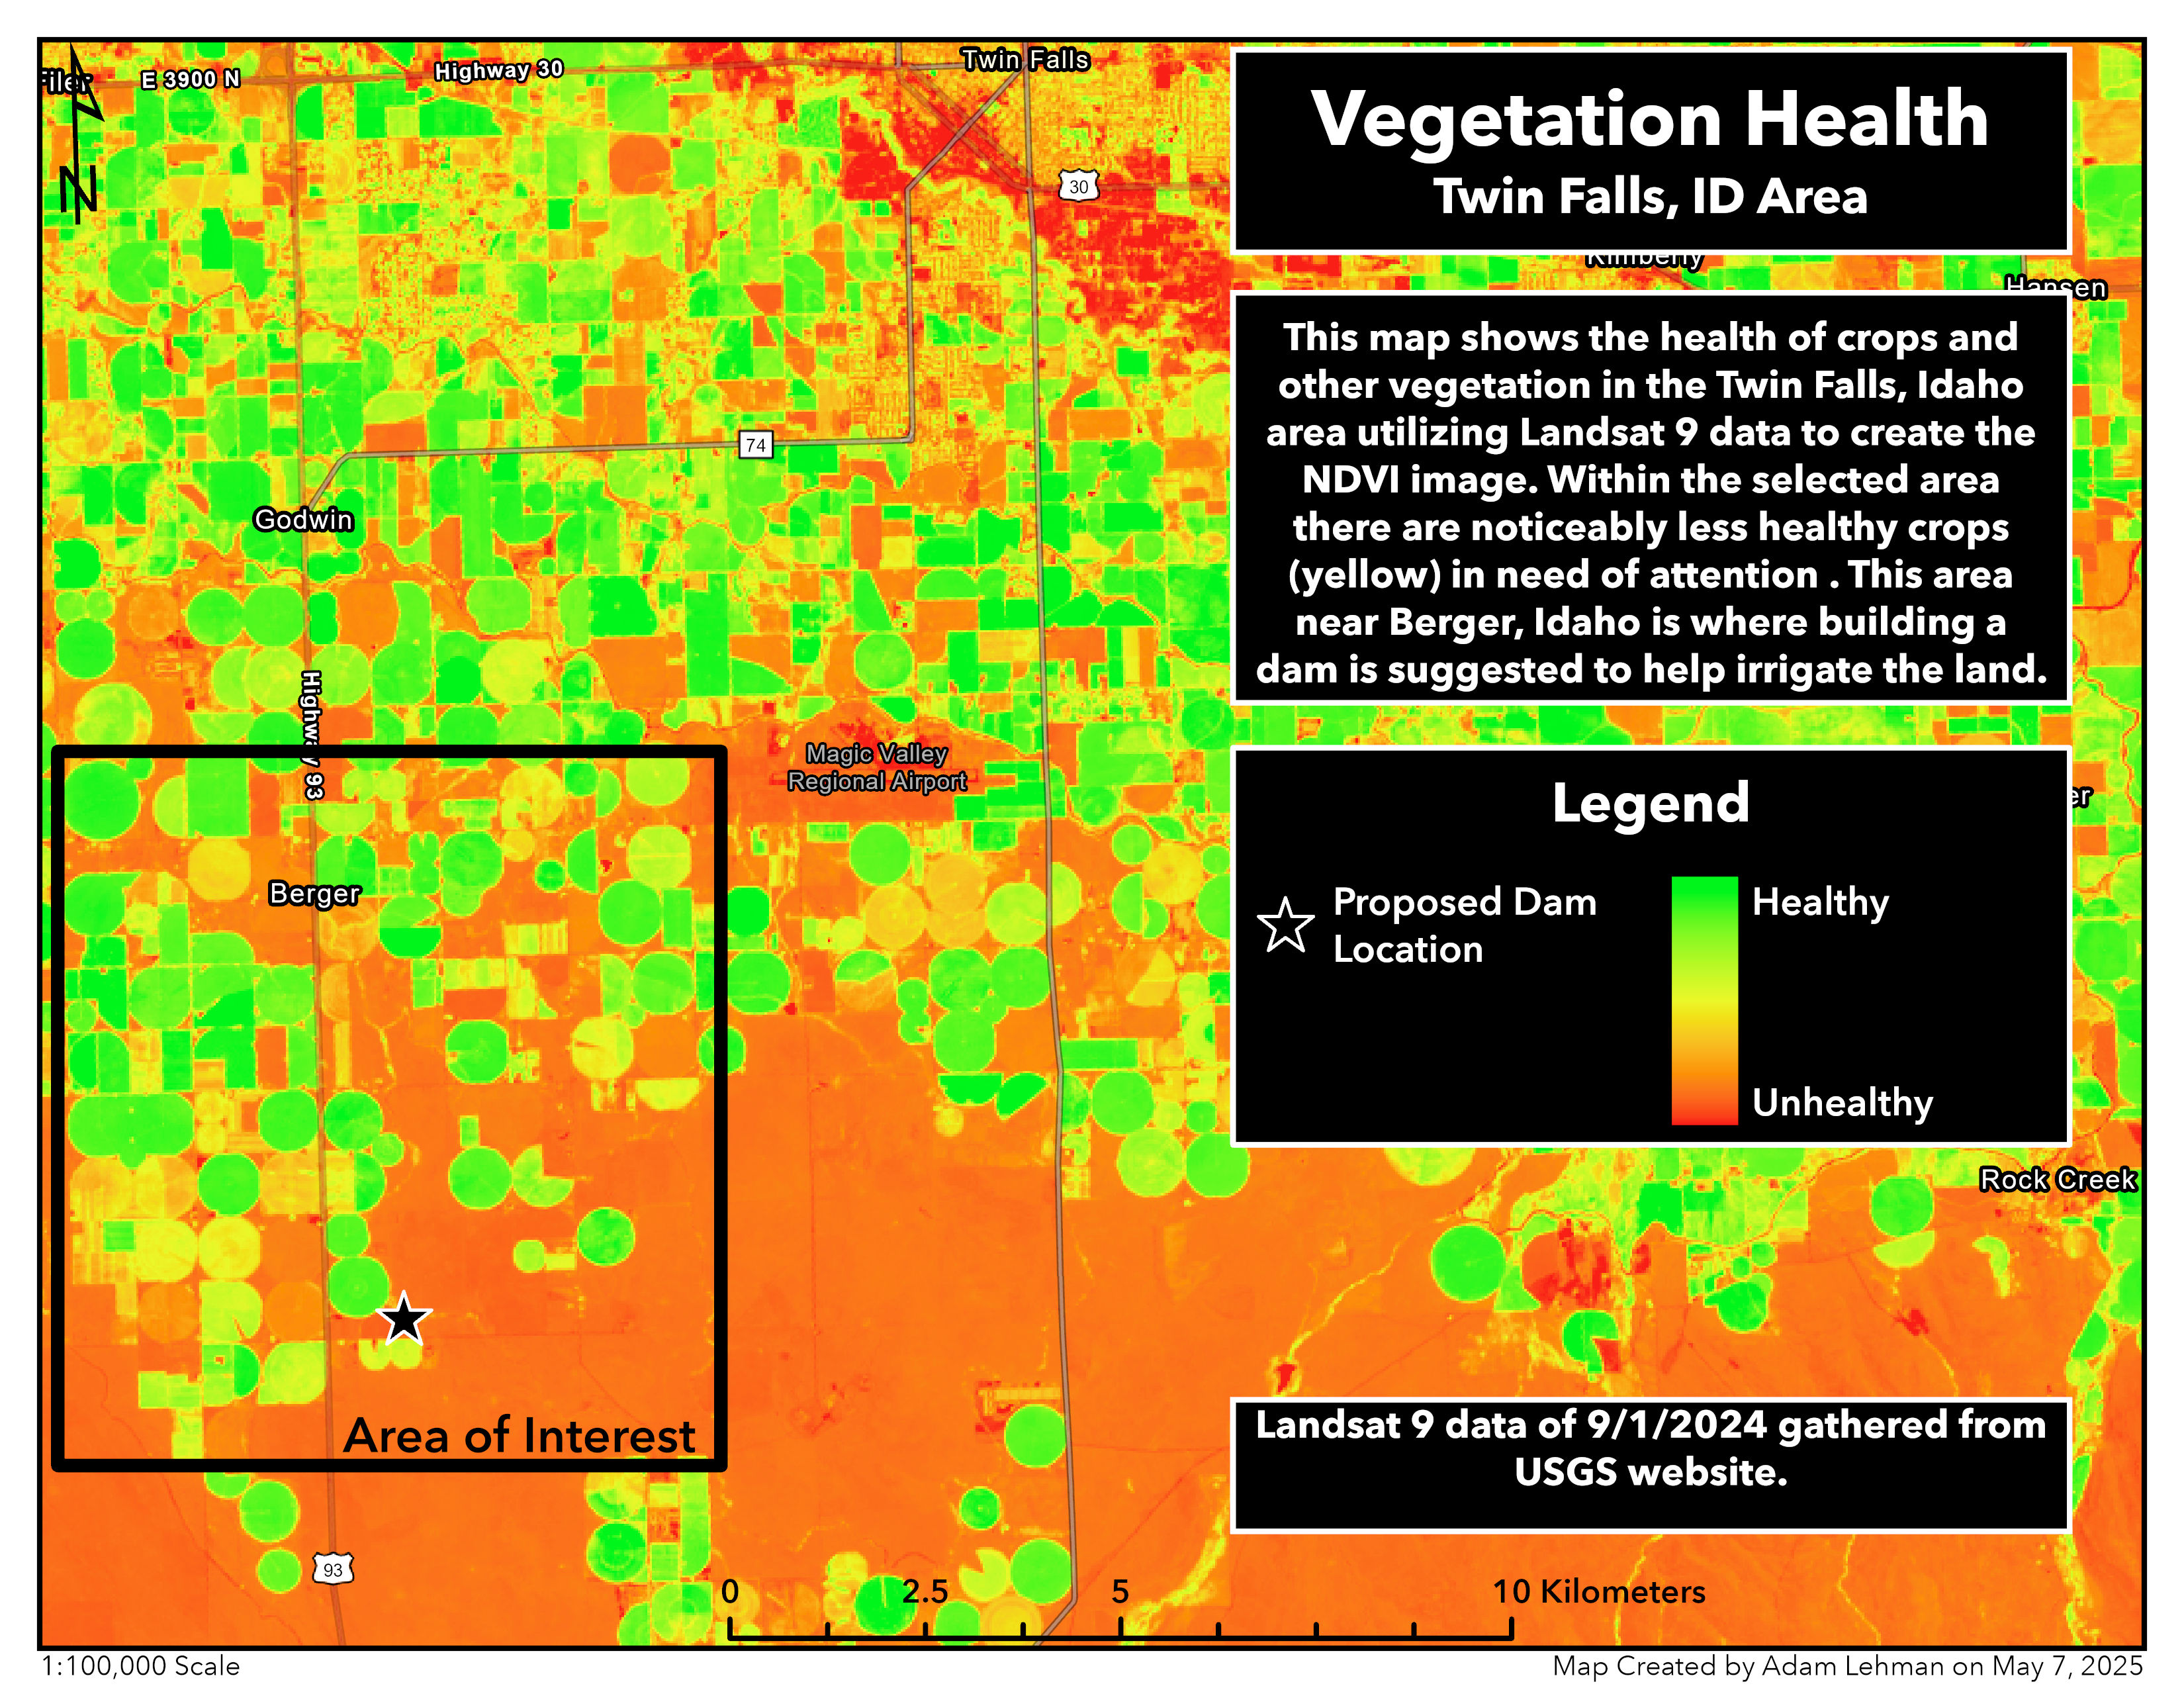 Vegetation Health
Twin Falls, ID Area
This map shows the health of crops and
other vegetation in the Twin Falls, Idaho
area utilizing Landsat 9 data to create the
NDVI image. Within the selected area
there are noticeably less healthy crops
(yellow) in need of attention . This area
near Berger, Idaho is where building a
dam is suggested to help irrigate the land.
Legend
Proposed Dam
Location
Healthy
Unhealthy
Landsat 9 data of 9/1/2024 gathered from
USGS website.
N
E 3900 N
Highway 30
Twin Falls
30
Kimberly
Hansen
74
Godwin
Highway 93
Magic Valley
Regional Airport
Berger
Rock Creek
Area of Interest
93
0
2.5
5
10 Kilometers
1:100,000 Scale
Map Created by Adam Lehman on May 7, 2025